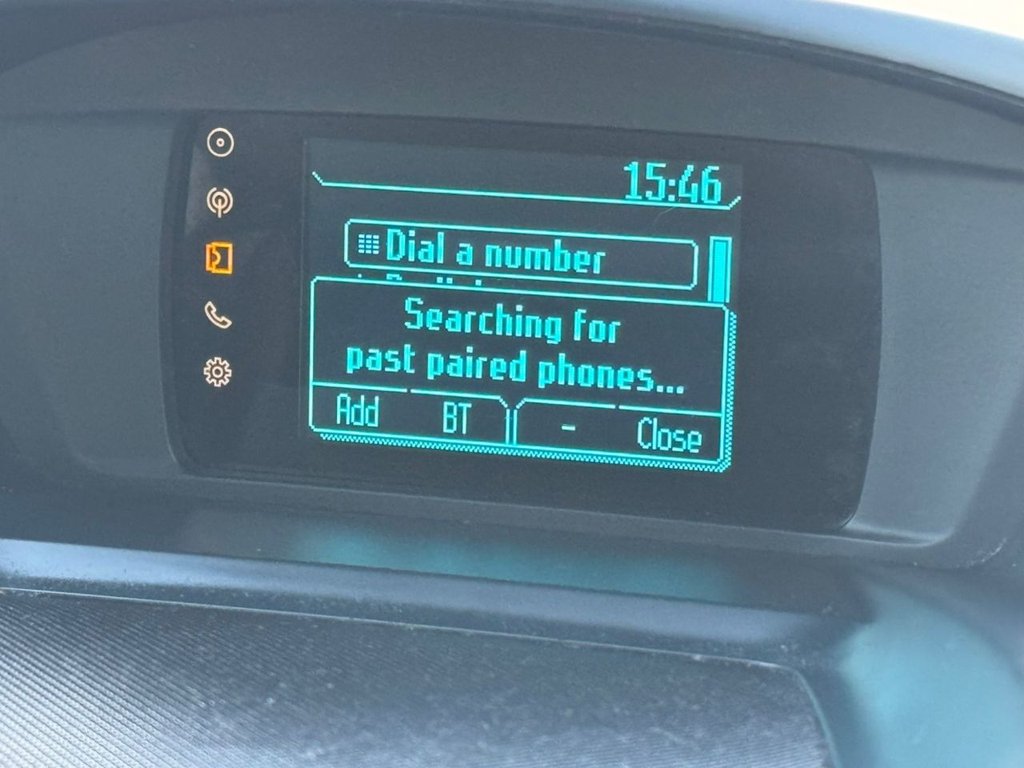 15:46
Dial a number
Searching for
past paired phones...
Add BT - Close